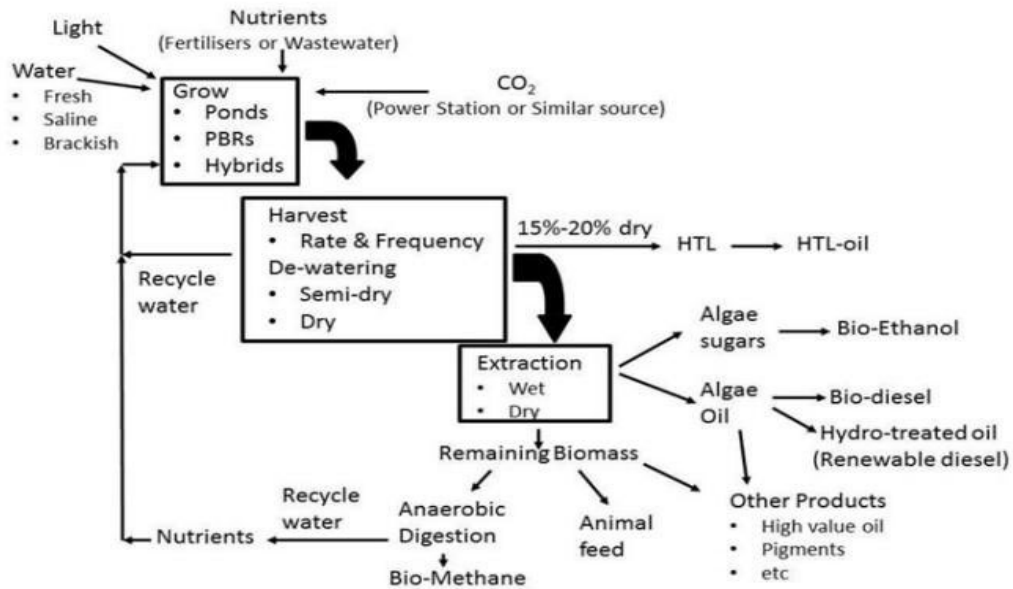 Light
Nutrients
(Fertilisers or Wastewater)
Water
• Fresh
• Saline
• Brackish
CO₂
(Power Station or Similar source)
Grow
• Ponds
• PBRs
• Hybrids
Harvest
• Rate & Frequency
De-watering
• Semi-dry
• Dry
15%-20% dry
HTL
HTL-oil
Recycle
water
Extraction
• Wet
• Dry
Algae
sugars
Bio-Ethanol
Algae
Oil
Bio-diesel
Hydro-treated oil
(Renewable diesel)
Remaining Biomass
Anaerobic
Digestion
Animal
feed
Other Products
• High value oil
• Pigments
• etc
Recycle
water
Nutrients
Bio-Methane